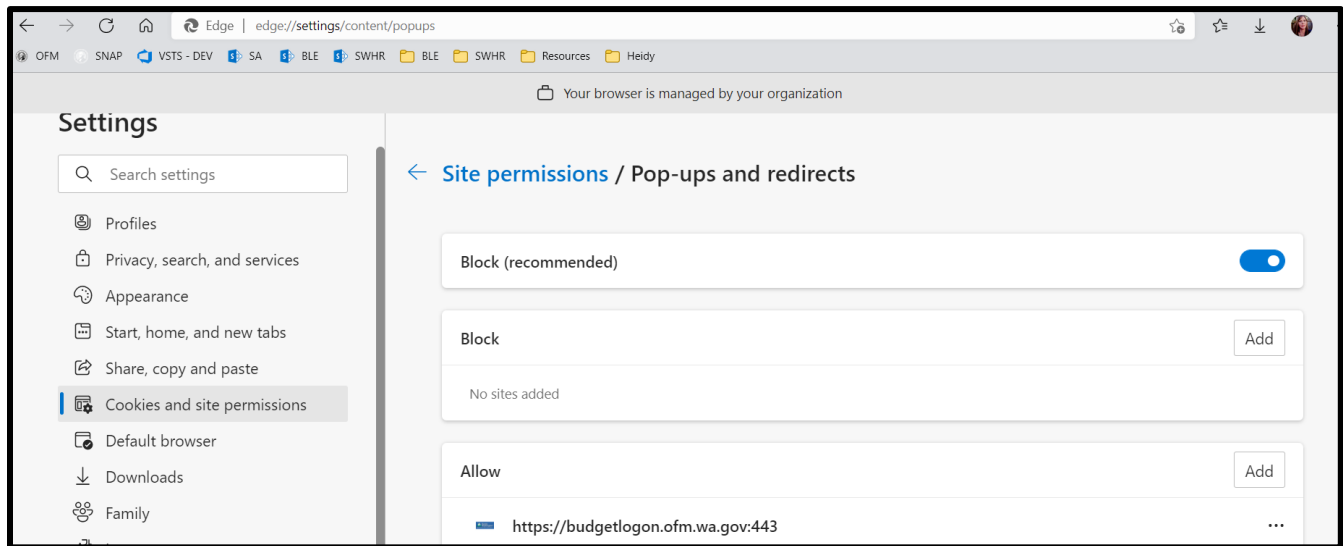 Edge | edge://settings/content/popups
OFM SNAP VSTS - DEV SA BLE SWHR BLE SWHR Resources Heidy
Your browser is managed by your organization
Settings
Search settings
Profiles
Privacy, search, and services
Appearance
Start, home, and new tabs
Share, copy and paste
Cookies and site permissions
Default browser
Downloads
Family
Site permissions / Pop-ups and redirects
Block (recommended)
Block Add
No sites added
Allow Add
https://budgetlogon.ofm.wa.gov:443